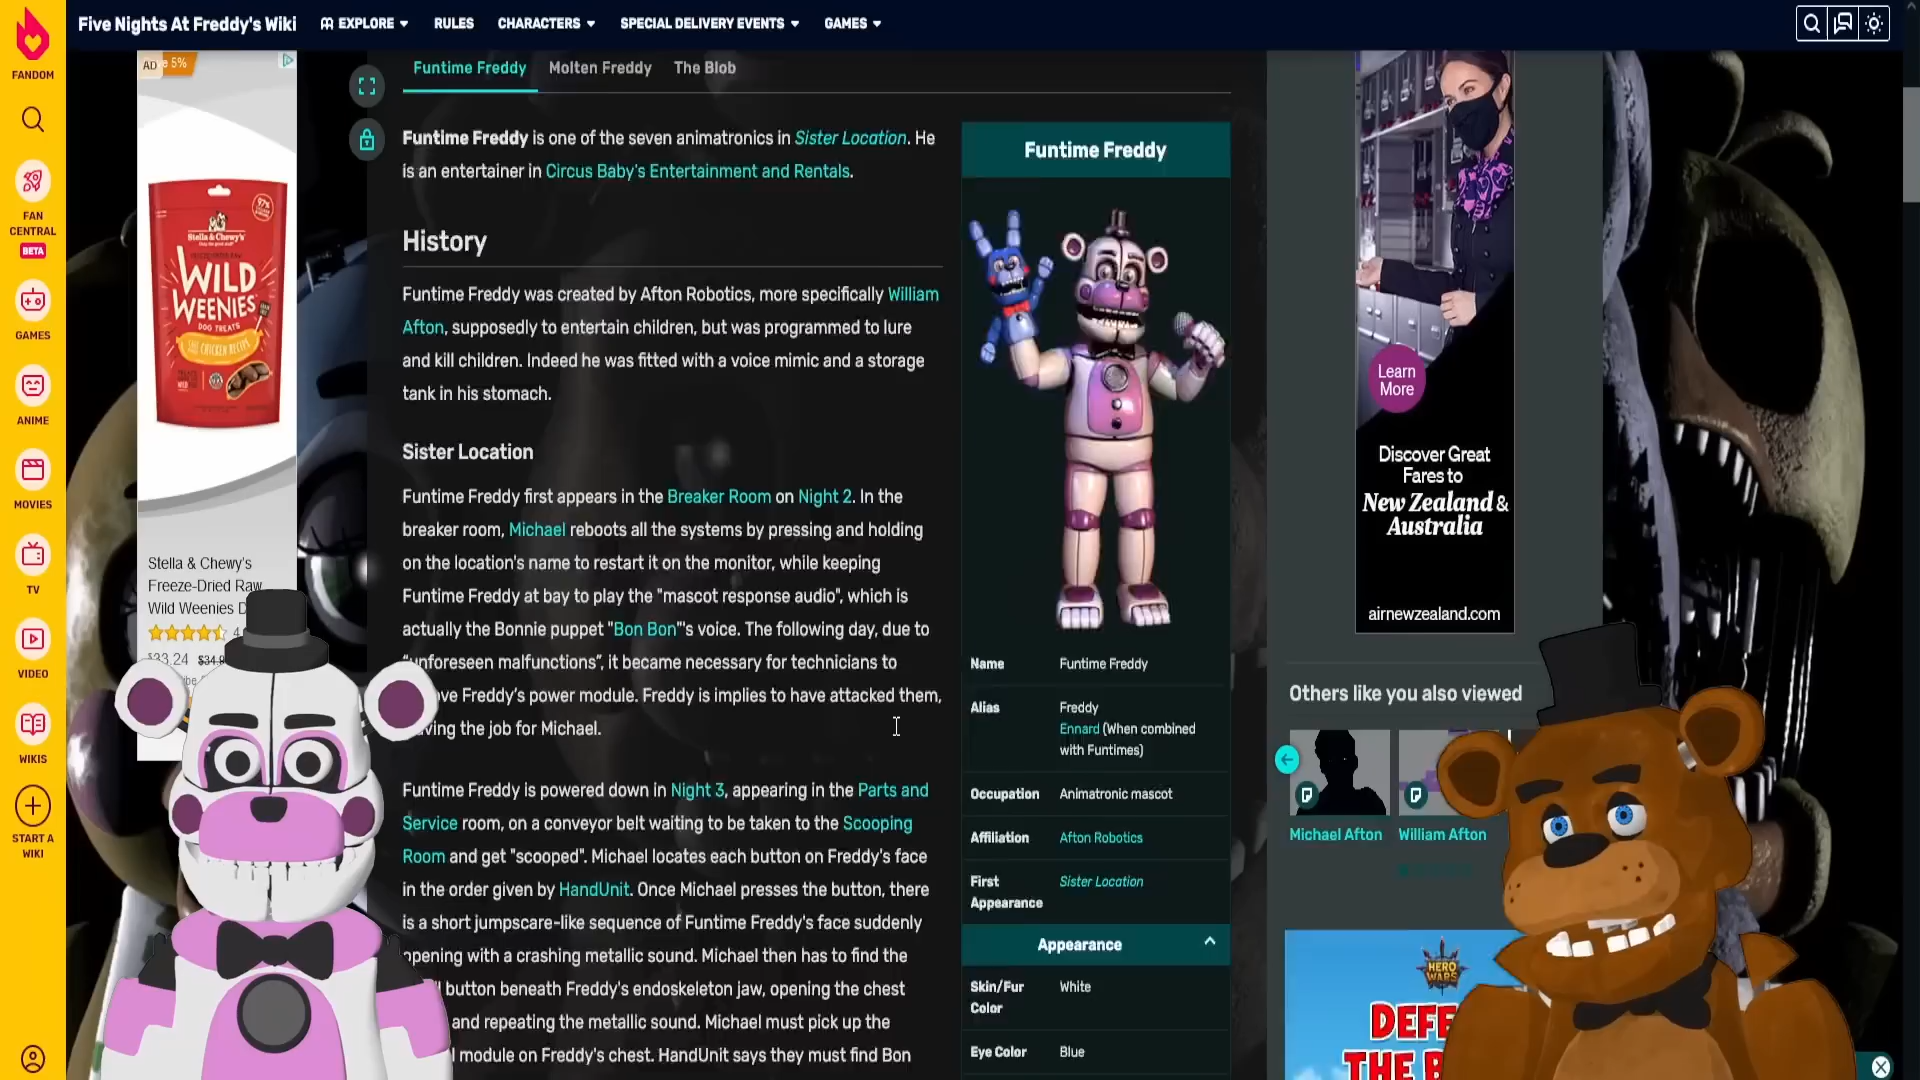 Five Nights At Freddy's Wiki
EXPLORE
RULES
CHARACTERS
SPECIAL DELIVERY EVENTS
GAMES
FANDOM
FAN
CENTRAL
BETA
GAMES
ANIME
MOVIES
TV
VIDEO
WIKIS
START A
WIKI
AD
5%
Stella & Chewy's
WILD
WEENIES
DOG TREATS
Stella & Chewy's
Freeze-Dried Raw
Wild Weenies D
$34.9
Funtime Freddy
Molten Freddy
The Blob
Funtime Freddy is one of the seven animatronics in Sister Location. He
is an entertainer in Circus Baby's Entertainment and Rentals.
History
Funtime Freddy was created by Afton Robotics, more specifically William
Afton, supposedly to entertain children, but was programmed to lure
and kill children. Indeed he was fitted with a voice mimic and a storage
tank in his stomach.
Sister Location
Funtime Freddy first appears in the Breaker Room on Night 2. In the
breaker room, Michael reboots all the systems by pressing and holding
on the location's name to restart it on the monitor, while keeping
Funtime Freddy at bay to play the "mascot response audio", which is
actually the Bonnie puppet "Bon Bon"'s voice. The following day, due to
"unforeseen malfunctions", it became necessary for technicians to
ove Freddy's power module. Freddy is implies to have attacked them,
ving the job for Michael.
Funtime Freddy is powered down in Night 3, appearing in the Parts and
Service room, on a conveyor belt waiting to be taken to the Scooping
Room and get "scooped". Michael locates each button on Freddy's face
in the order given by HandUnit. Once Michael presses the button, there
is a short jumpscare-like sequence of Funtime Freddy's face suddenly
opening with a crashing metallic sound. Michael then has to find the
button beneath Freddy's endoskeleton jaw, opening the chest
and repeating the metallic sound. Michael must pick up the
module on Freddy's chest. HandUnit says they must find Bon
Funtime Freddy
Name Funtime Freddy
Alias Freddy
Ennard (When combined
with Funtimes)
Occupation Animatronic mascot
Affiliation Afton Robotics
First Sister Location
Appearance
Appearance
Skin/Fur White
Color
Eye Color Blue
Learn
More
Discover Great
Fares to
New Zealand &
Australia
airnewzealand.com
Others like you also viewed
Michael Afton
William Afton
HERO
WARS
DEFE
THE B